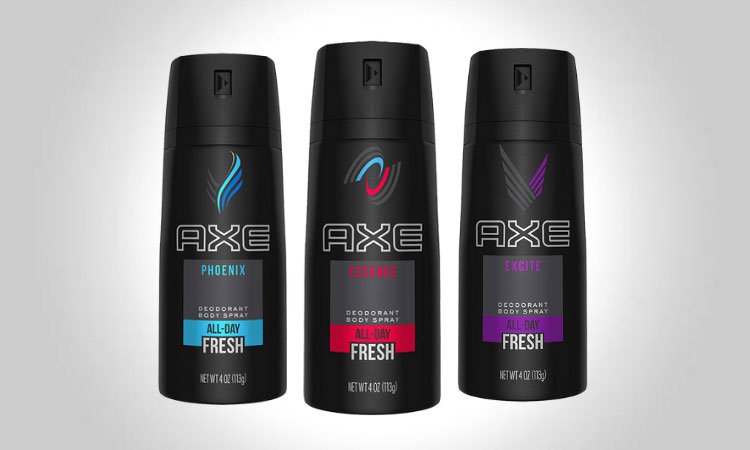 AXE
PHOENIX
DEODORANT
BODY SPRAY
ALL-DAY
FRESH
NET WT 4 OZ (113g)
AXE
ESSENCE
DEODORANT
BODY SPRAY
ALL-DAY
FRESH
NET WT 4 OZ (113g)
AXE
EXCITE
DEODORANT
BODY SPRAY
ALL-DAY
FRESH
NET WT 4 OZ (113g)